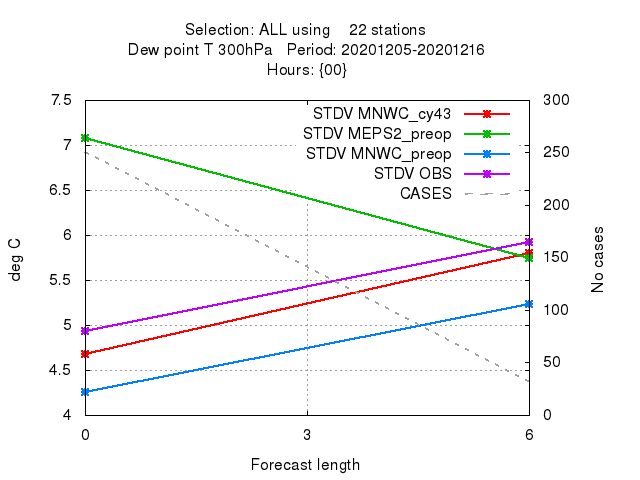 Selection: ALL using    22 stations
Dew point T 300hPa   Period: 20201205-20201216
Hours: {00}
7.5
7
6.5
6
5.5
5
4.5
4
deg C
STDV MNWC_cy43
STDV MEPS2_preop
STDV MNWC_preop
STDV OBS
CASES
300
250
200
150
100
50
0
No cases
0
3
6
Forecast length